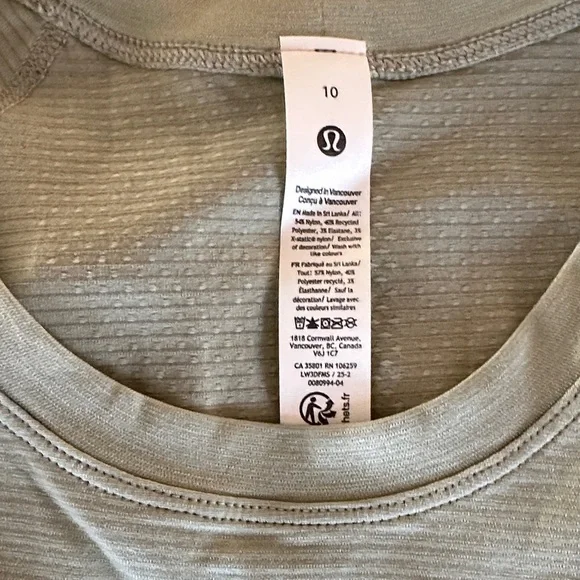 10
Designed in Vancouver
Conçu à Vancouver
EN Made in Sri Lanka/ All:
54% Nylon, 40% Recycled
Polyester, 3% Elastane, 3%
X-static® nylon/ Exclusive
of decoration/ Wash with
like colours
FR Fabriqué au Sri Lanka/
Tout: 57% Nylon, 40%
Polyester recyclé, 3%
Élasthanne/ Sauf la
décoration/ Lavage avec
des couleurs similaires
1818 Cornwall Avenue,
Vancouver, BC, Canada
V6J 1C7
CA 35801 RN 106259
LW3DFMS / 25-2
0080994-04
hets.fr